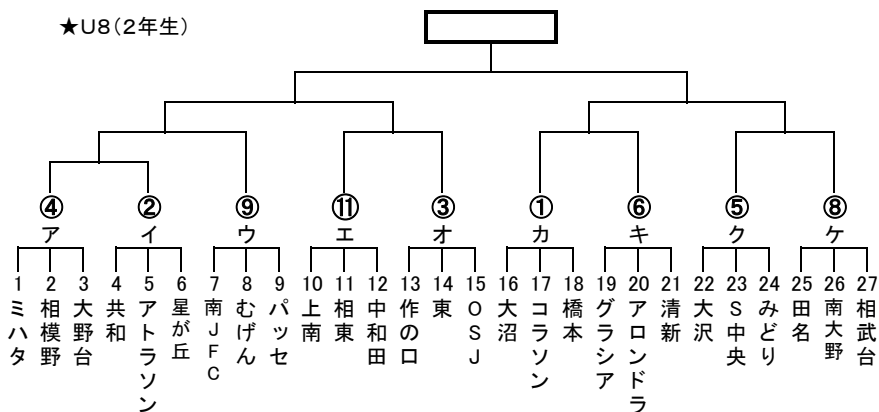 ★U8(2年生)
④ ② ⑨ ⑪ ③ ① ⑥ ⑤ ⑧
ア イ ウ エ オ カ キ ク ケ
1 2 3 4 5 6 7 8 9 10 11 12 13 14 15 16 17 18 19 20 21 22 23 24 25 26 27
ミハタ
相模野
大野台
共和
アトラソン
星が丘
南JFC
むげん
パッセ
上南
相東
中和田
作の口
東
OSJ
大沼
コラソン
橋本
グラシア
アロンドラ
清新
大沢
S中央
みどり
田名
南大野
相武台